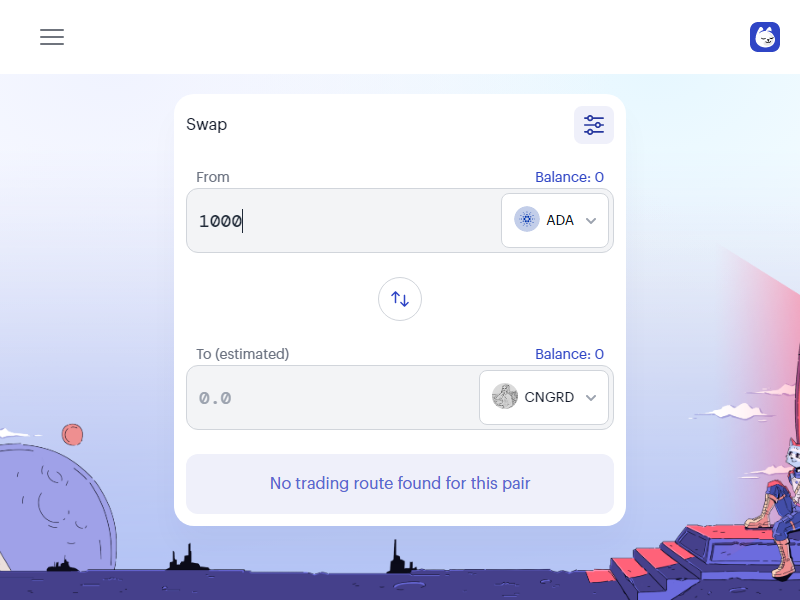 Swap
From
Balance: 0
1000
ADA
To (estimated)
Balance: 0
0.0
CNGRD
No trading route found for this pair